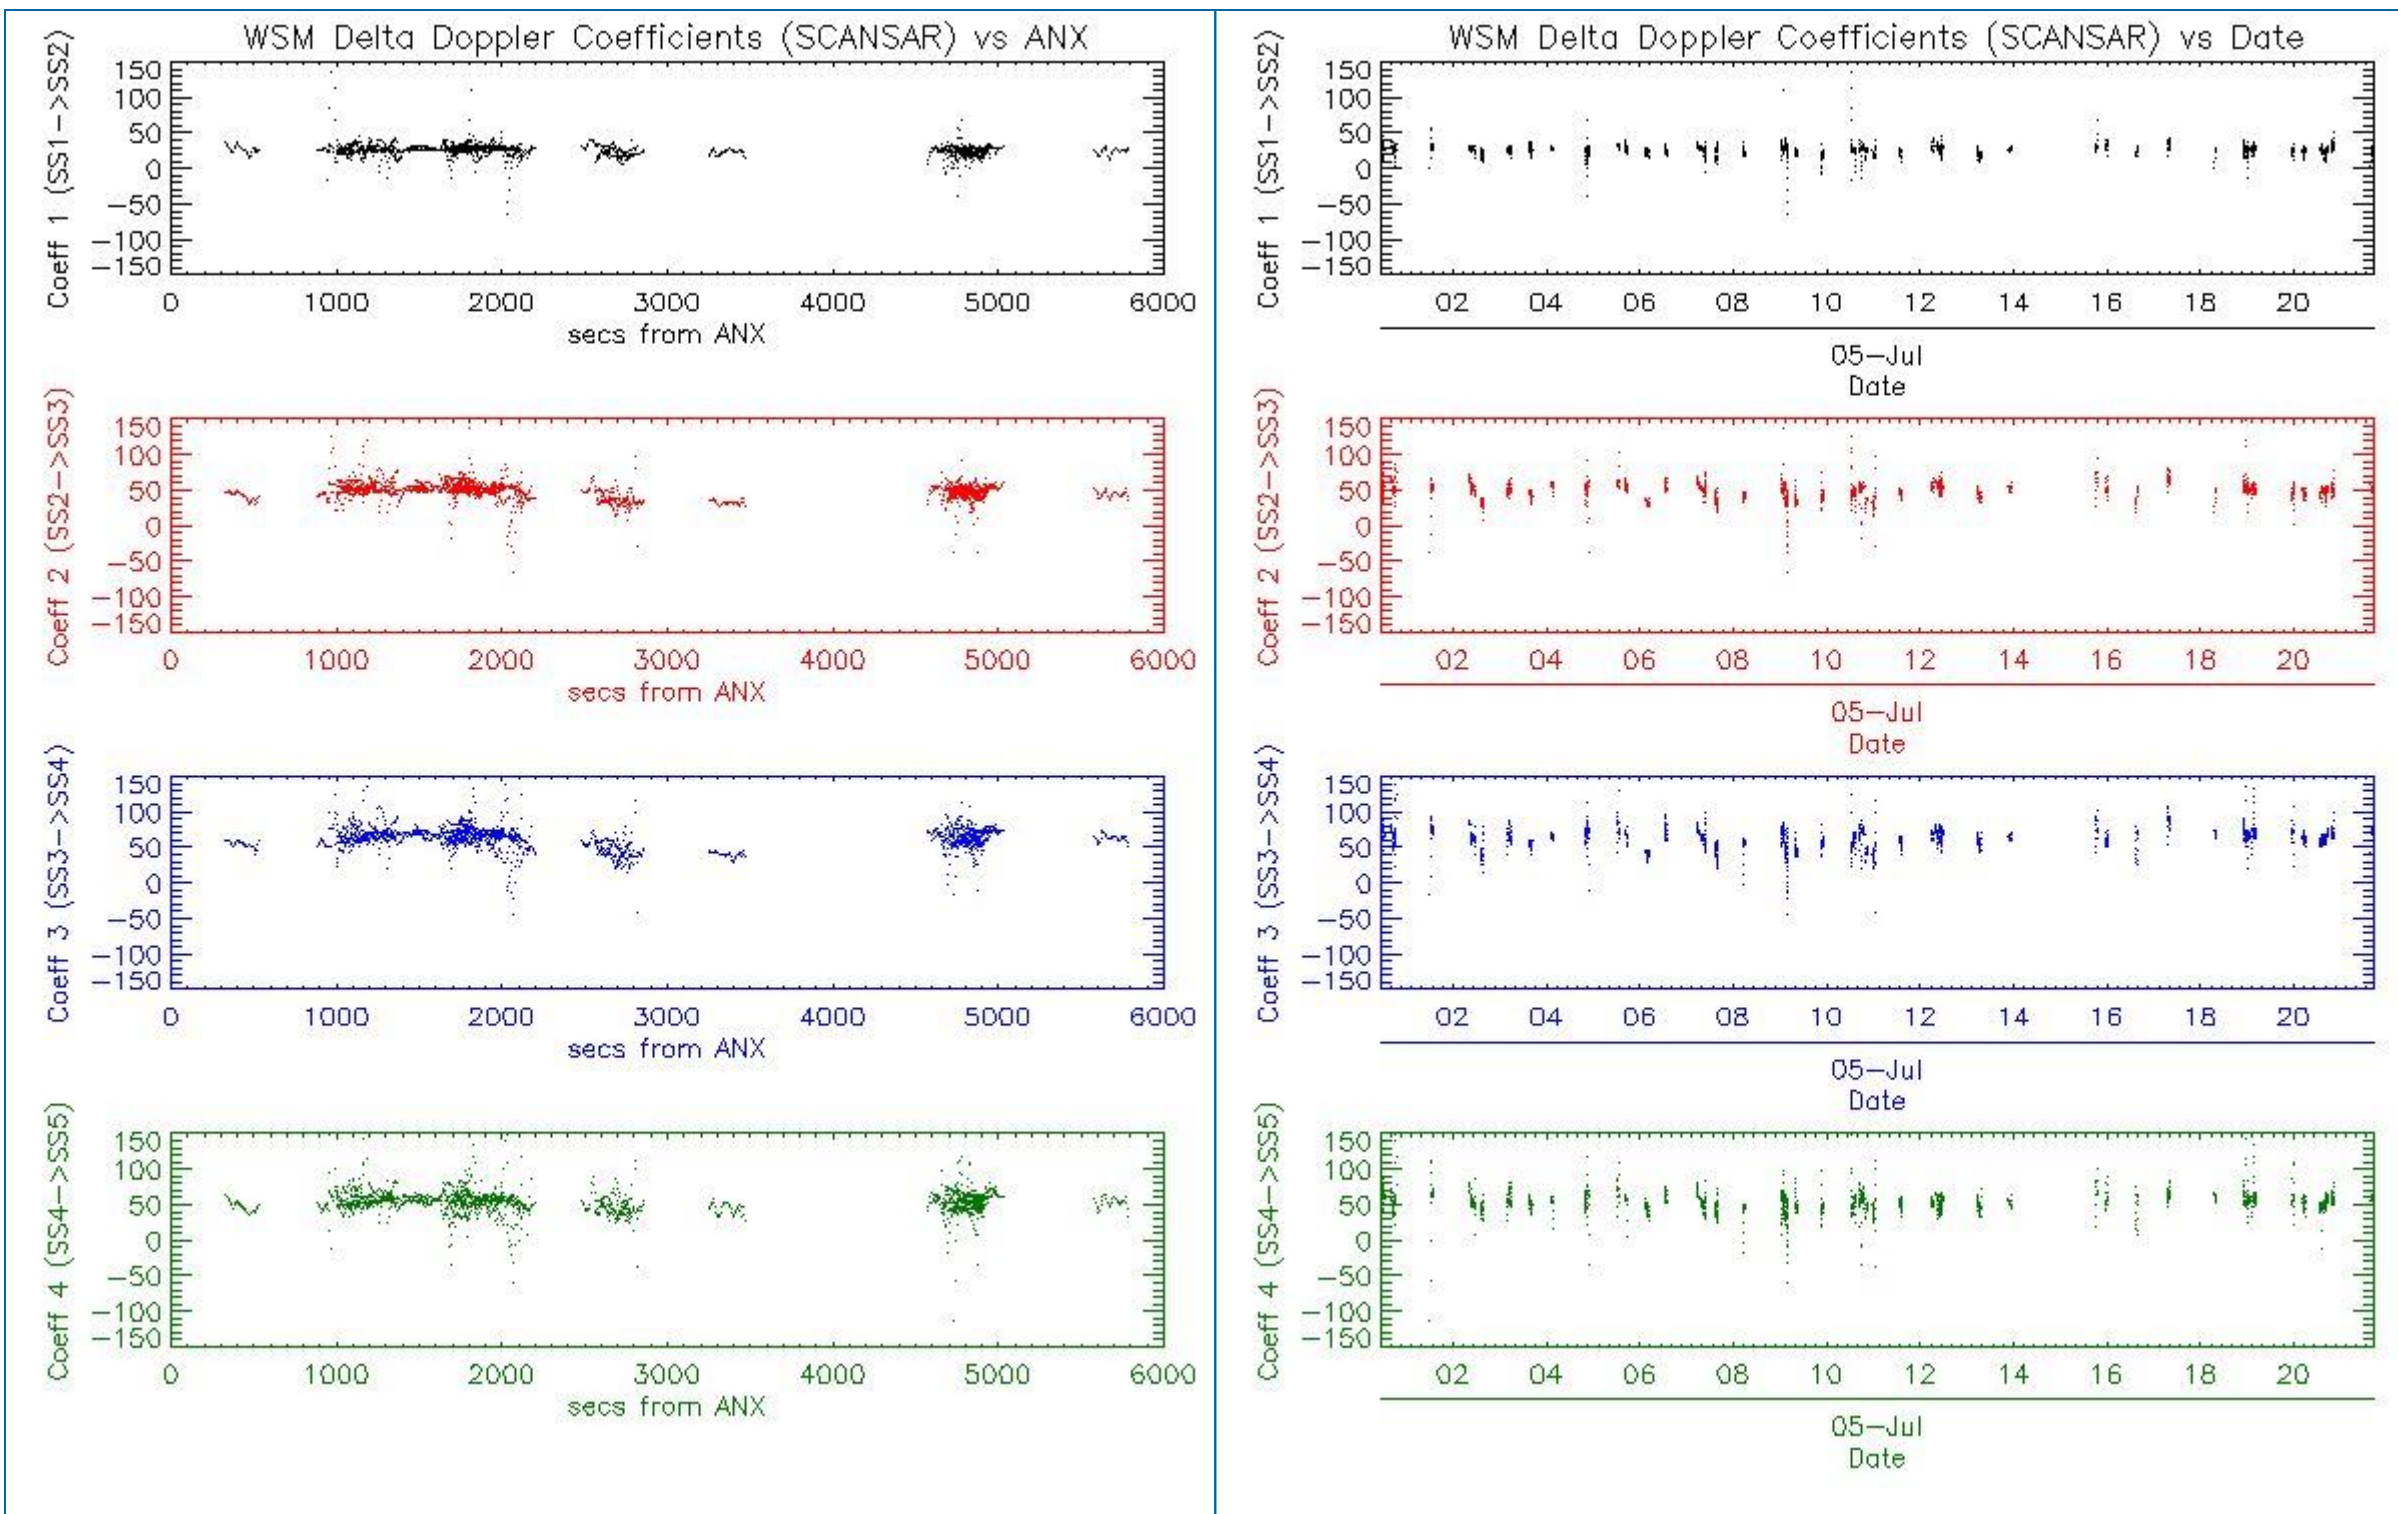 WSM Delta Doppler Coefficients (SCANSAR) vs ANX
Coeff 1 (SS1->SS2)
150
100
50
0
-50
-100
-150
0 1000 2000 3000 4000 5000 6000
secs from ANX
Coeff 2 (SS2->SS3)
150
100
50
0
-50
-100
-150
0 1000 2000 3000 4000 5000 6000
secs from ANX
Coeff 3 (SS3->SS4)
150
100
50
0
-50
-100
-150
0 1000 2000 3000 4000 5000 6000
secs from ANX
Coeff 4 (SS4->SS5)
150
100
50
0
-50
-100
-150
0 1000 2000 3000 4000 5000 6000
secs from ANX
WSM Delta Doppler Coefficients (SCANSAR) vs Date
Coeff 1 (SS1->SS2)
150
100
50
0
-50
-100
-150
02 04 06 08 10 12 14 16 18 20
05-Jul
Date
Coeff 2 (SS2->SS3)
150
100
50
0
-50
-100
-150
02 04 06 08 10 12 14 16 18 20
05-Jul
Date
Coeff 3 (SS3->SS4)
150
100
50
0
-50
-100
-150
02 04 06 08 10 12 14 16 18 20
05-Jul
Date
Coeff 4 (SS4->SS5)
150
100
50
0
-50
-100
-150
02 04 06 08 10 12 14 16 18 20
05-Jul
Date